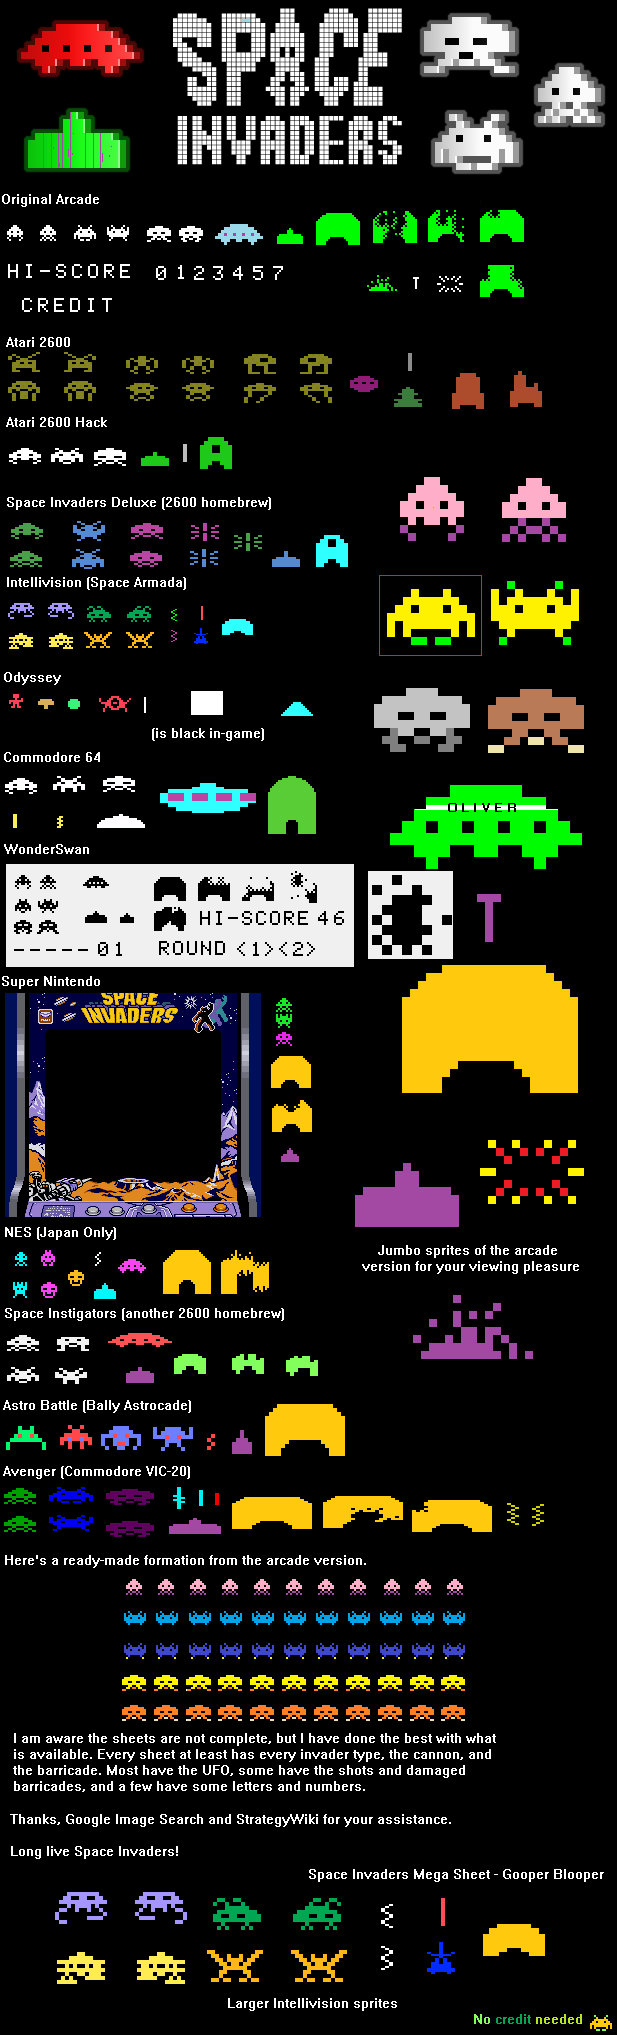 SPACE
INVADERS
Original Arcade
HI-SCORE 0123457
T
CREDIT
Atari 2600
Atari 2600 Hack
Space Invaders Deluxe (2600 homebrew)
Intellivision (Space Armada)
Odyssey
(is black in-game)
Commodore 64
OLIVER
WonderSwan
HI-SCORE 46
-----01 ROUND <1><2>
T
Super Nintendo
SPACE
INVADERS
NES (Japan Only)
Jumbo sprites of the arcade
version for your viewing pleasure
Space Instigators (another 2600 homebrew)
Astro Battle (Bally Astrocade)
Avenger (Commodore VIC-20)
Here's a ready-made formation from the arcade version.
I am aware the sheets are not complete, but I have done the best with what
is available. Every sheet at least has every invader type, the cannon, and
the barricade. Most have the UFO, some have the shots and damaged
barricades, and a few have some letters and numbers.
Thanks, Google Image Search and StrategyWiki for your assistance.
Long live Space Invaders!
Space Invaders Mega Sheet - Gooper Blooper
Larger Intellivision sprites
No credit needed